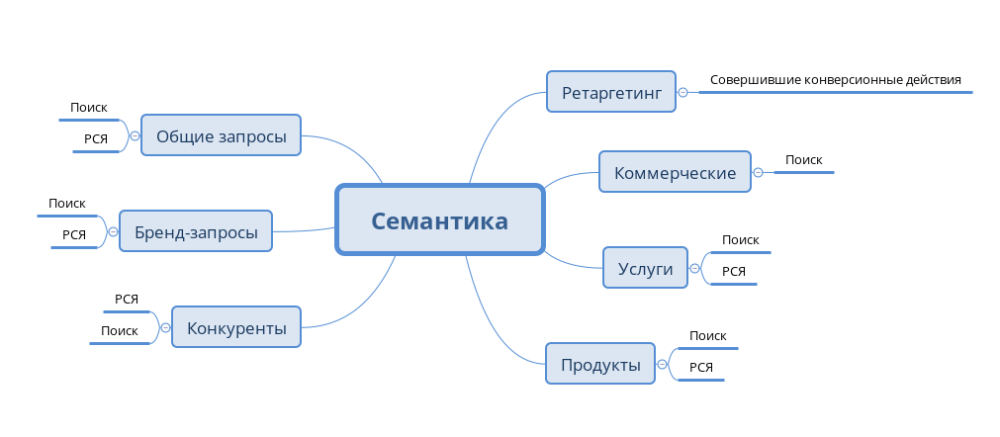 Семантика
Ретаргетинг
Совершившие конверсионные действия
Коммерческие
Поиск
Услуги
Поиск
РСЯ
Продукты
Поиск
РСЯ
Общие запросы
Поиск
РСЯ
Бренд-запросы
Поиск
РСЯ
Конкуренты
РСЯ
Поиск